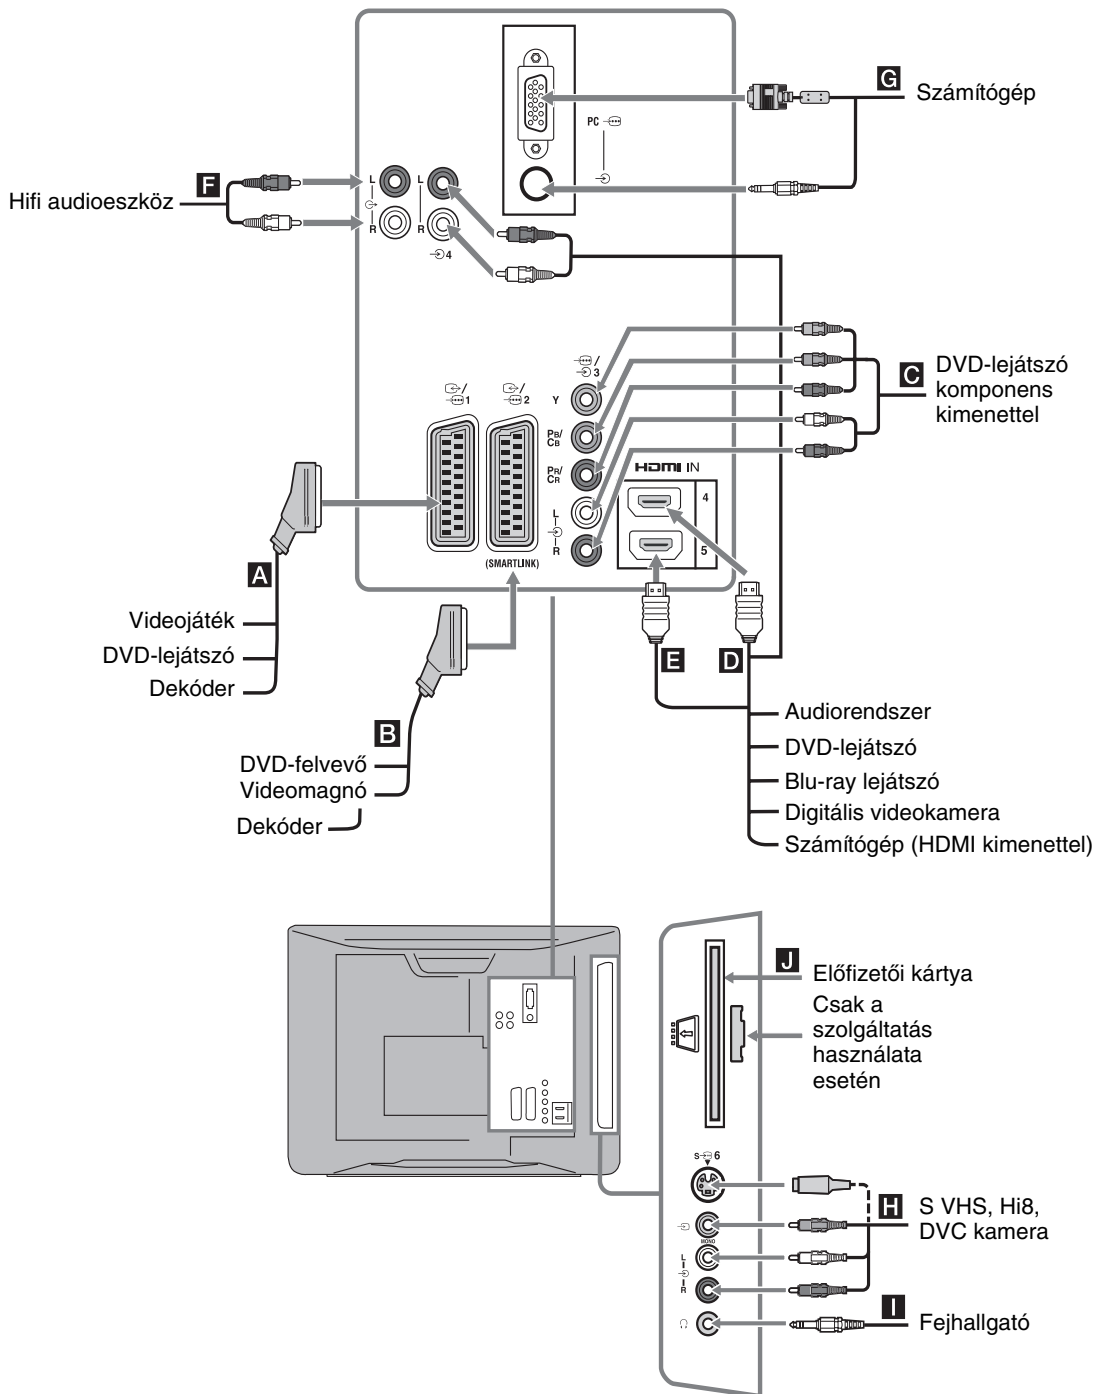 G
Számítógép
PC
F
Hifi audioeszköz
L
R
L
R
4
/
1
/
2
(SMARTLINK)
/
3
Y
PB/
CB
PR/
CR
L
R
HDMI IN
4
5
C
DVD-lejátszó
komponens
kimenettel
A
Videojáték
DVD-lejátszó
Dekóder
B
DVD-felvevő
Videomagnó
Dekóder
E
D
Audiorendszer
DVD-lejátszó
Blu-ray lejátszó
Digitális videokamera
Számítógép (HDMI kimenettel)
J
Előfizetői kártya
Csak a
szolgáltatás
használata
esetén
S 6
MONO
L
R
H
S VHS, Hi8,
DVC kamera
I
Fejhallgató